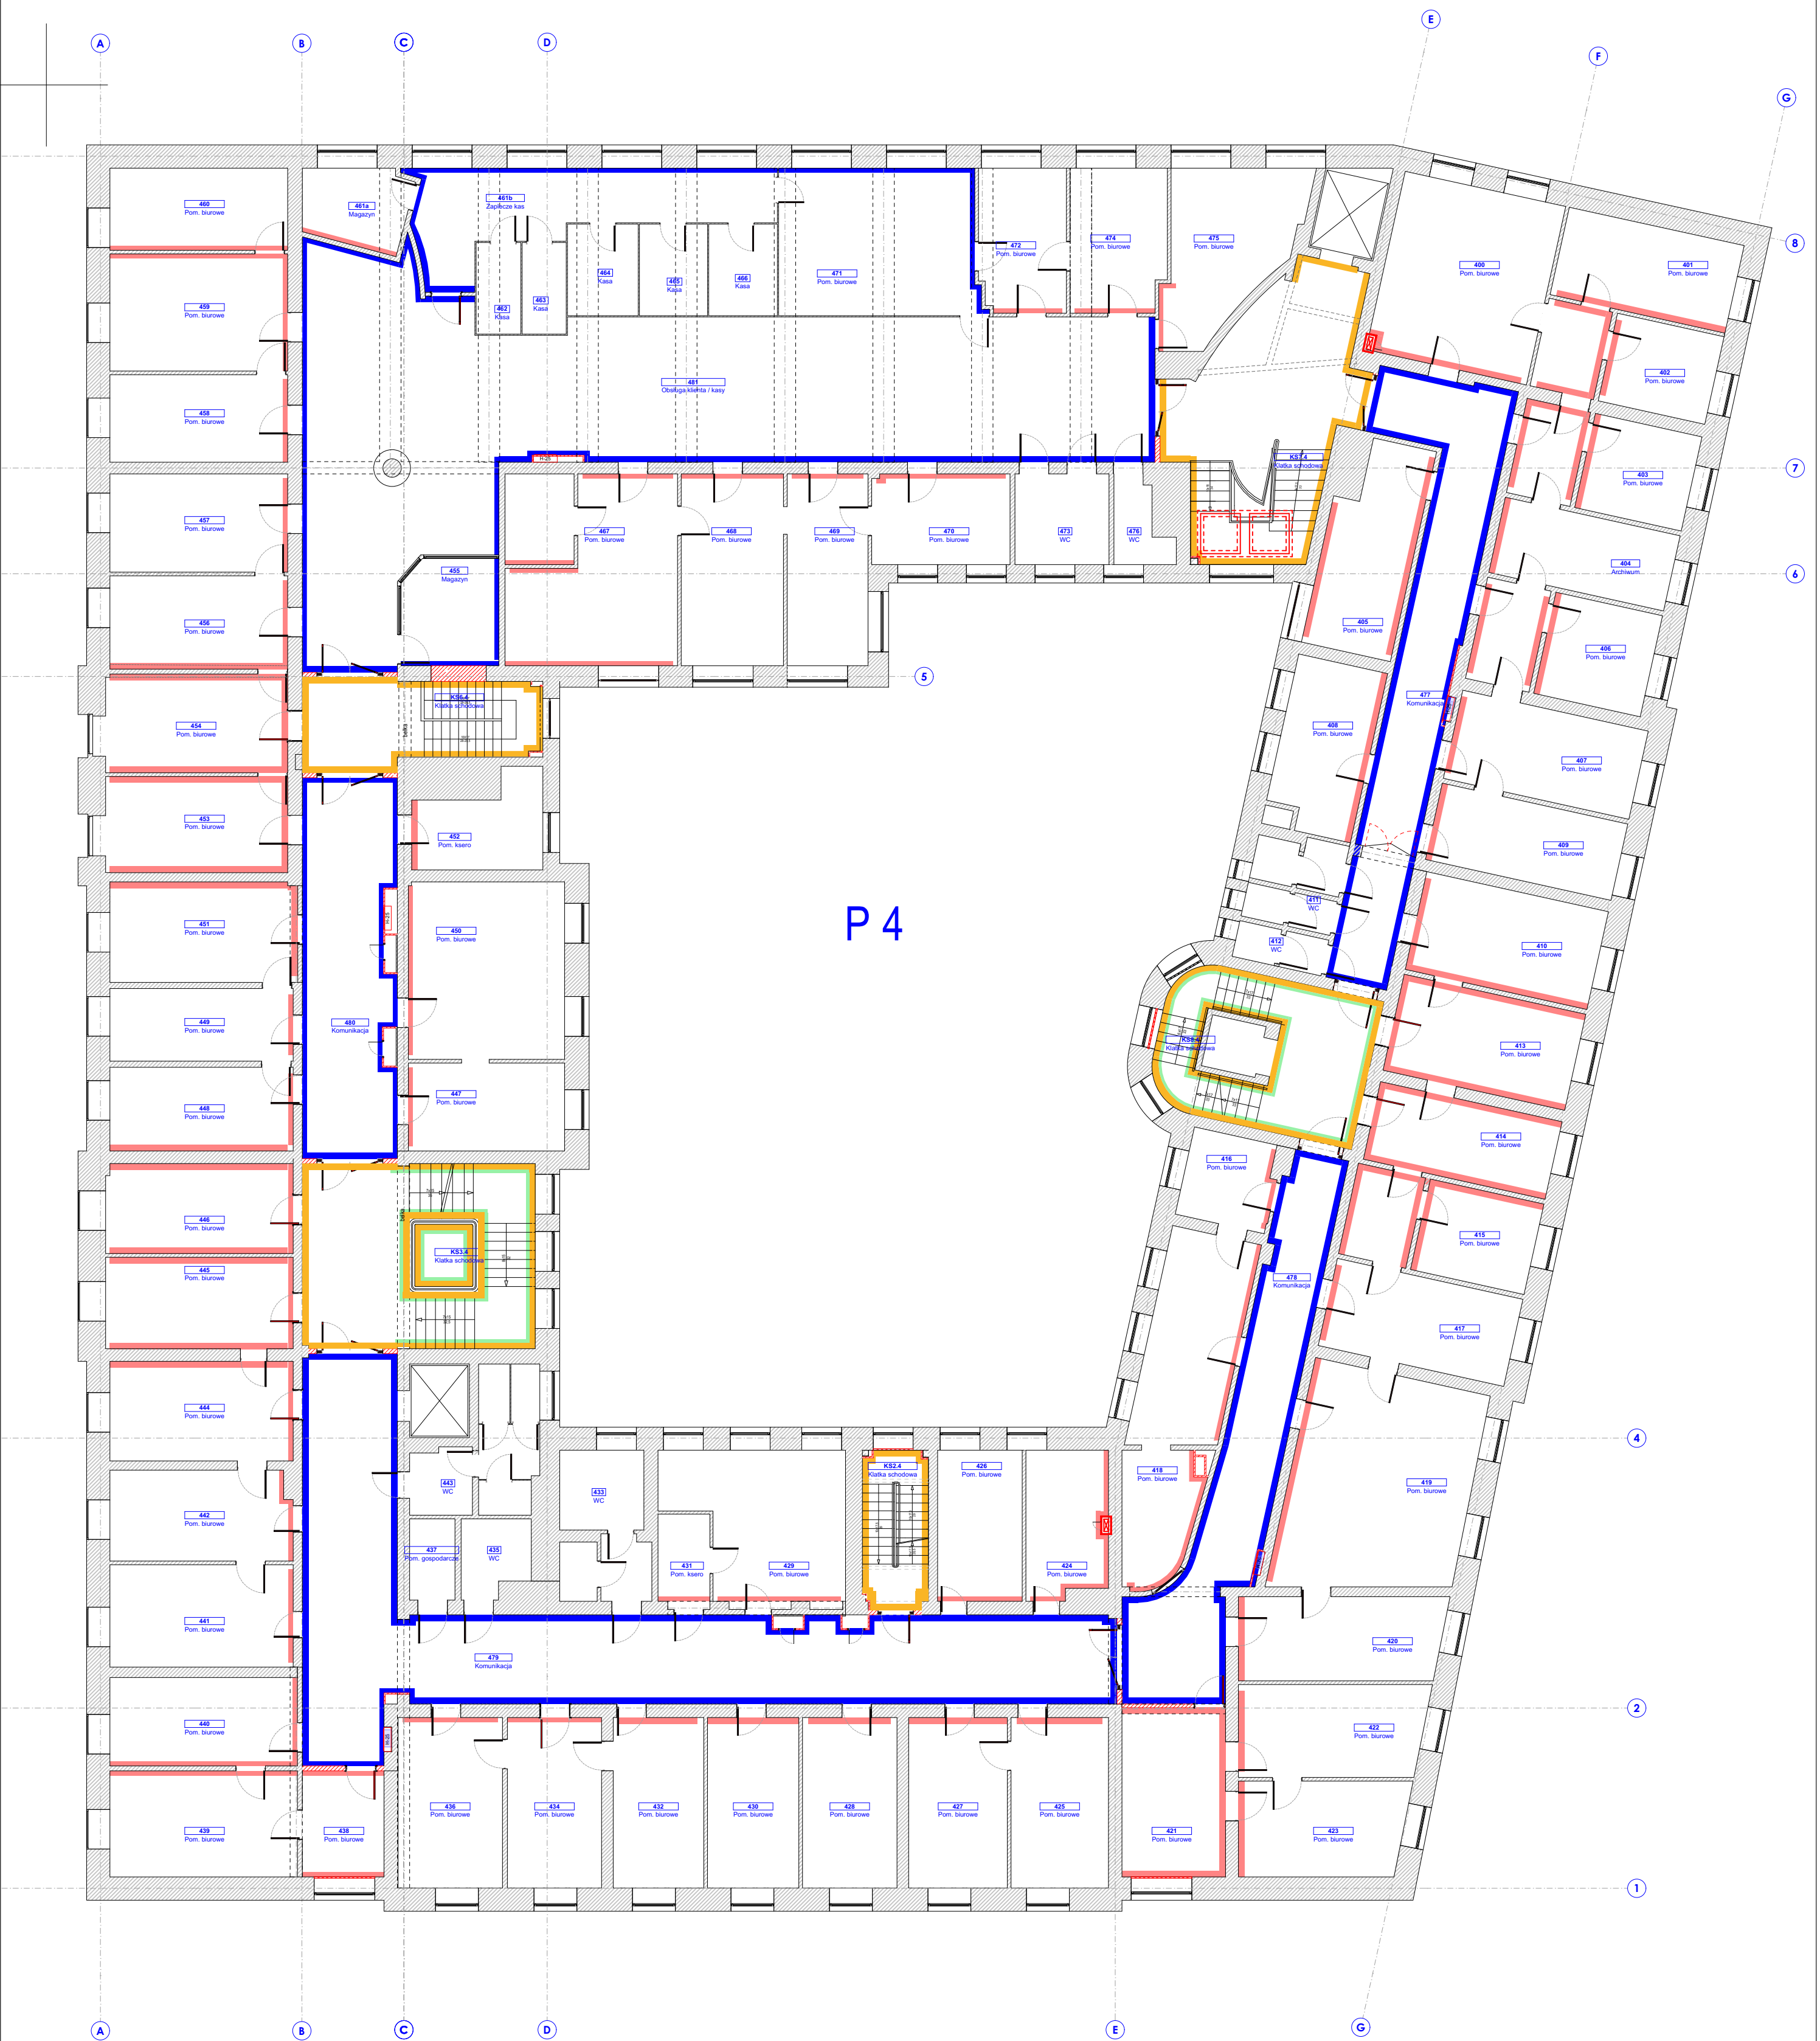 E
A
B
C
D
F
G
460
Pom. biurowe
461a
Magazyn
461b
Zaplecze kas
472
Pom. biurowe
474
Pom. biurowe
475
Pom. biurowe
400
Pom. biurowe
401
Pom. biurowe
8
459
Pom. biurowe
462
Kasa
463
Kasa
464
Kasa
465
Kasa
466
Kasa
471
Pom. biurowe
402
Pom. biurowe
481
Obsługa klienta / kasy
458
Pom. biurowe
H-25
KS7.4
Klatka schodowa
403
Pom. biurowe
7
457
Pom. biurowe
467
Pom. biurowe
468
Pom. biurowe
469
Pom. biurowe
470
Pom. biurowe
473
WC
476
WC
455
Magazyn
404
Archiwum
6
456
Pom. biurowe
405
Pom. biurowe
406
Pom. biurowe
5
KS6.4
Klatka schodowa
477
Komunikacja
454
Pom. biurowe
belka
408
Pom. biurowe
407
Pom. biurowe
453
Pom. biurowe
452
Pom. ksero
409
Pom. biurowe
451
Pom. biurowe
H-25
450
Pom. biurowe
P 4
411
WC
412
WC
410
Pom. biurowe
449
Pom. biurowe
480
Komunikacja
Klatka schodowa
413
Pom. biurowe
448
Pom. biurowe
447
Pom. biurowe
414
Pom. biurowe
416
Pom. biurowe
446
Pom. biurowe
belka
KS3.4
Klatka schodowa
415
Pom. biurowe
445
Pom. biurowe
478
Komunikacja
417
Pom. biurowe
444
Pom. biurowe
4
443
WC
433
WC
KS2.4
Klatka schodowa
426
Pom. biurowe
418
Pom. biurowe
419
Pom. biurowe
442
Pom. biurowe
437
Pom. gospodarcze
435
WC
431
Pom. ksero
429
Pom. biurowe
424
Pom. biurowe
441
Pom. biurowe
479
Komunikacja
420
Pom. biurowe
2
440
Pom. biurowe
H-25
422
Pom. biurowe
439
Pom. biurowe
438
Pom. biurowe
436
Pom. biurowe
434
Pom. biurowe
432
Pom. biurowe
430
Pom. biurowe
428
Pom. biurowe
427
Pom. biurowe
425
Pom. biurowe
421
Pom. biurowe
423
Pom. biurowe
1
A
B
C
D
E
G